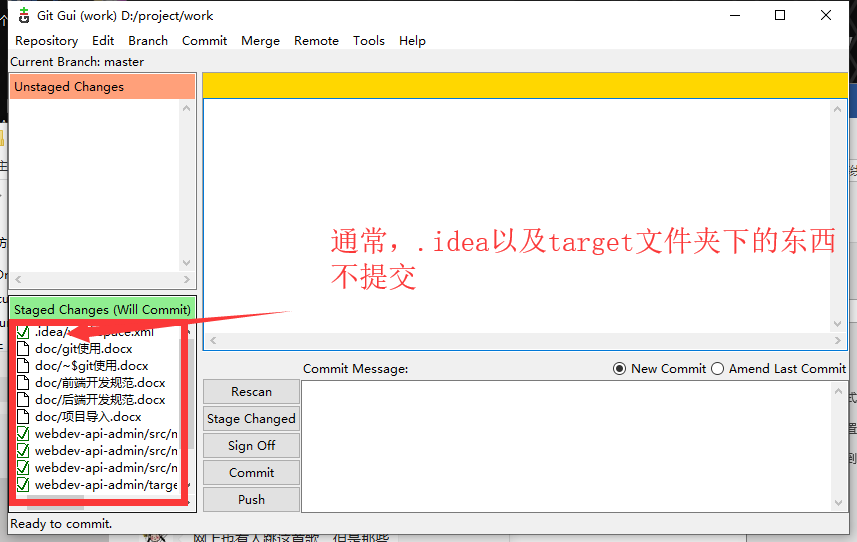 Git Gui (work) D:/project/work
Repository Edit Branch Commit Merge Remote Tools Help
Current Branch: master
Unstaged Changes
通常，.idea以及target文件夹下的东西
不提交
Staged Changes (Will Commit)
.idea/
doc/git使用.docx
doc/~$git使用.docx
doc/前端开发规范.docx
doc/后端开发规范.docx
doc/项目导入.docx
webdev-api-admin/src/n
webdev-api-admin/src/n
webdev-api-admin/src/n
webdev-api-admin/targe
Commit Message:
New Commit
Amend Last Commit
Rescan
Stage Changed
Sign Off
Commit
Push
Ready to commit.